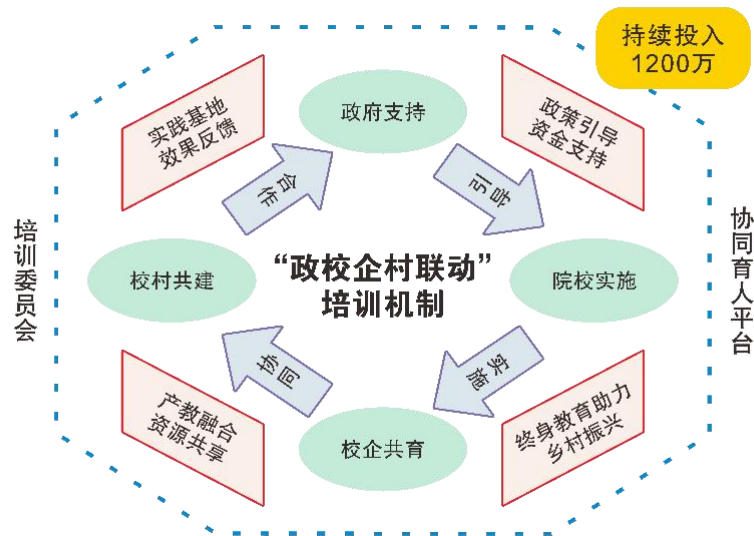 持续投入
1200万
实践基地
效果反馈
政府支持
政策引导
资金支持
合作
引导
培训委员会
校村共建
“政校企村联动”
培训机制
院校实施
协同育人平台
协同
实施
产教融合
资源共享
校企共育
终身教育助力
乡村振兴